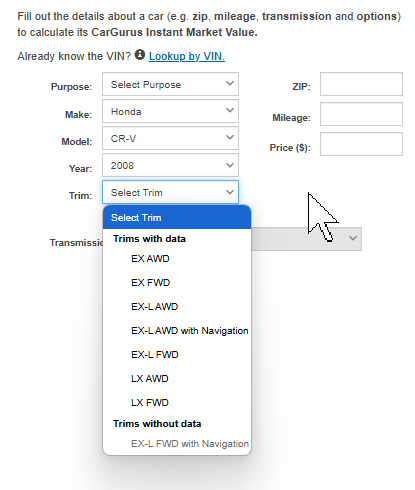 Fill out the details about a car (e.g. zip, mileage, transmission and options)
to calculate its CarGurus Instant Market Value.
Already know the VIN? Lookup by VIN.
Purpose: Select Purpose
ZIP:
Make: Honda
Mileage:
Model: CR-V
Price ($):
Year: 2008
Trim: Select Trim
Select Trim
Trims with data
Transmissic
EX AWD
EX FWD
EX-L AWD
EX-L AWD with Navigation
EX-L FWD
LX AWD
LX FWD
Trims without data
EX-L FWD with Navigation